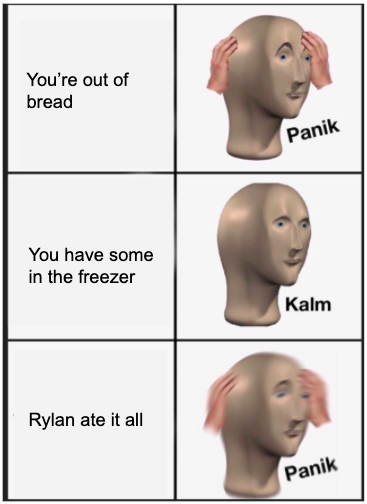 You’re out of
bread
Panik
You have some
in the freezer
Kalm
Rylan ate it all
Panik